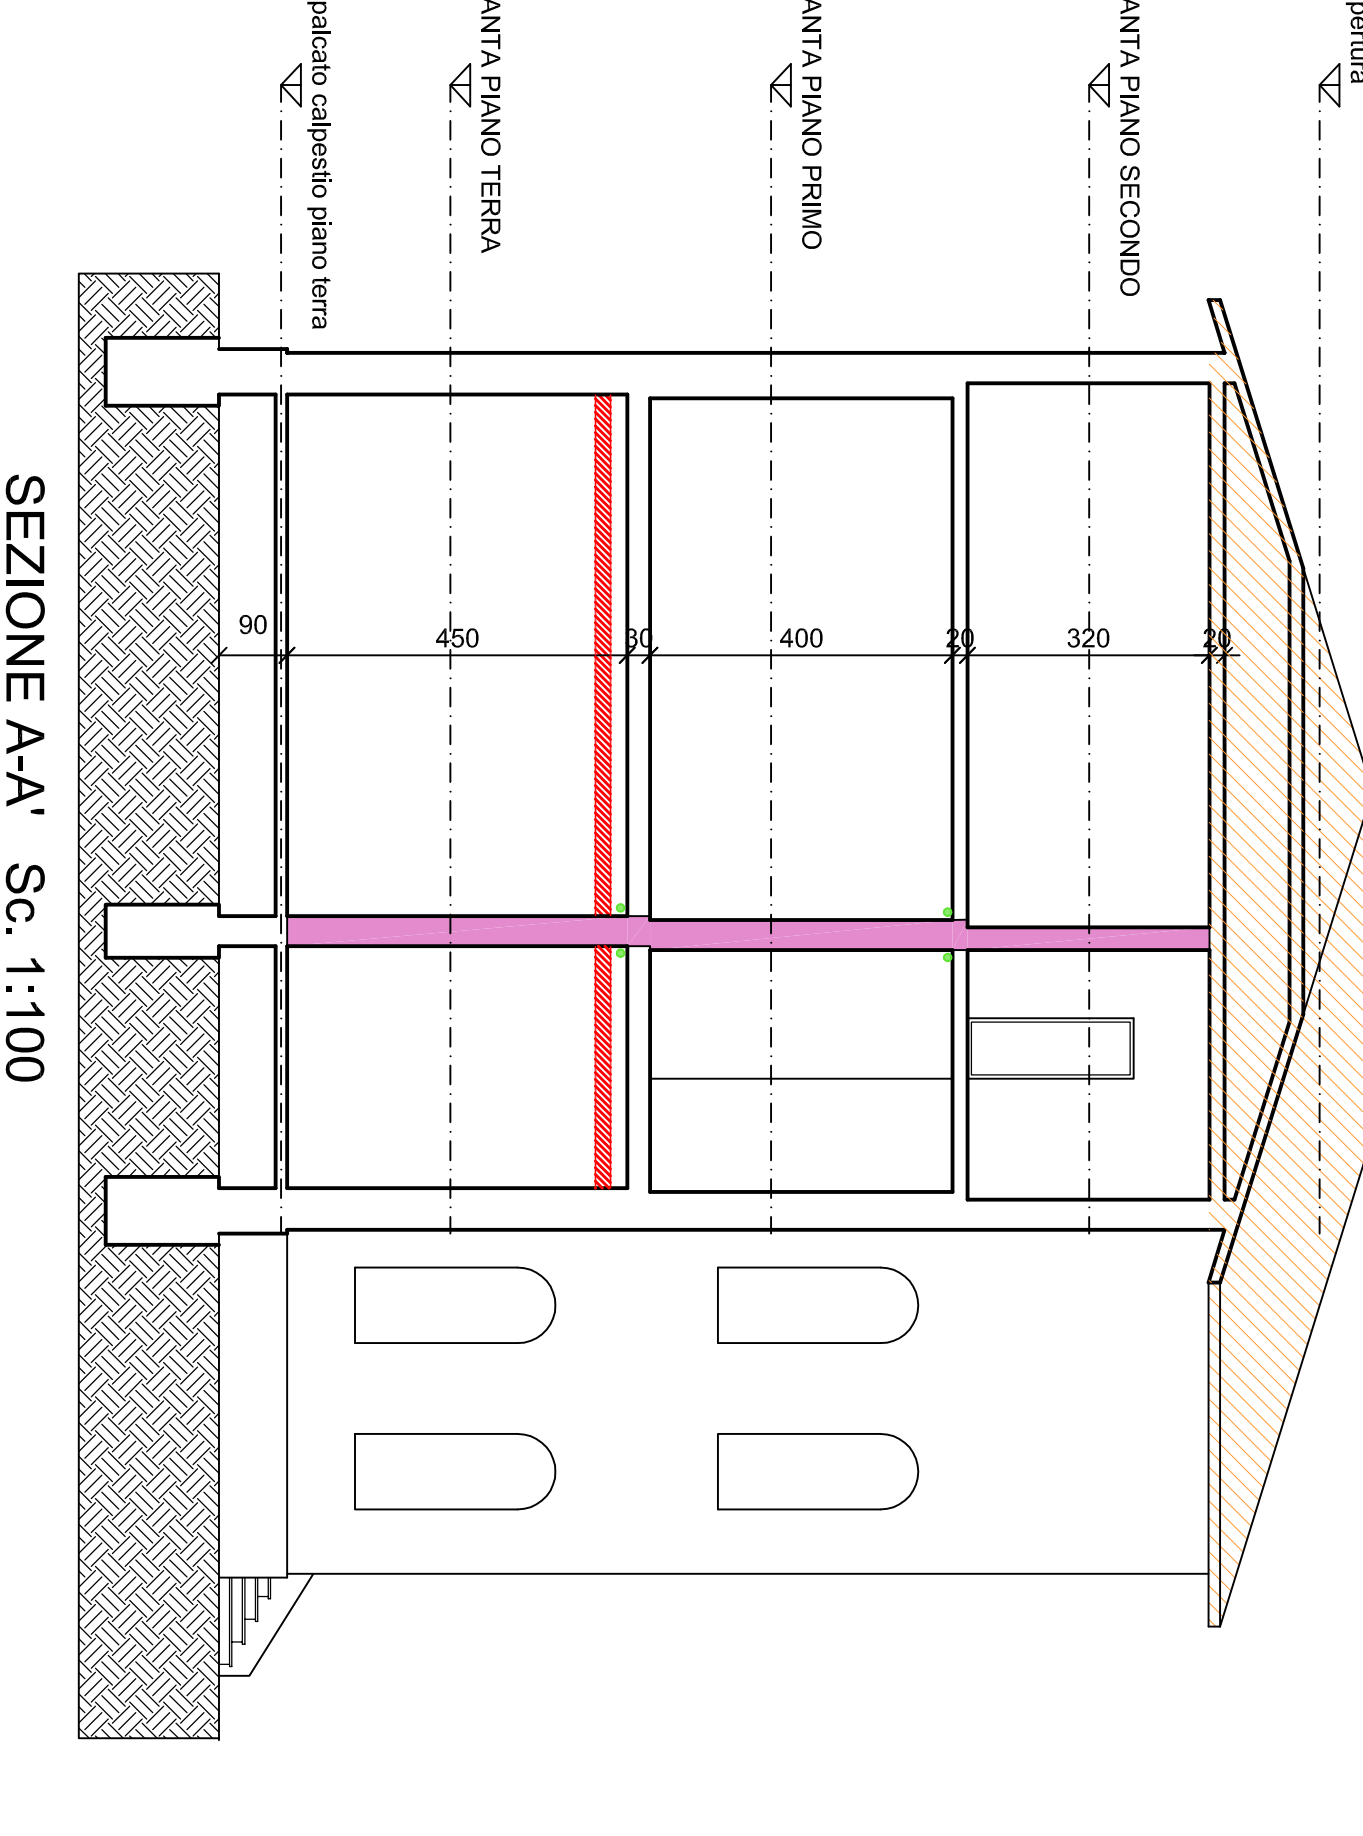 pertura
ANTA PIANO SECONDO
ANTA PIANO PRIMO
ANTA PIANO TERRA
palcato calpestio piano terra
20
320
20
400
30
450
90
SEZIONE A-A' Sc. 1:100